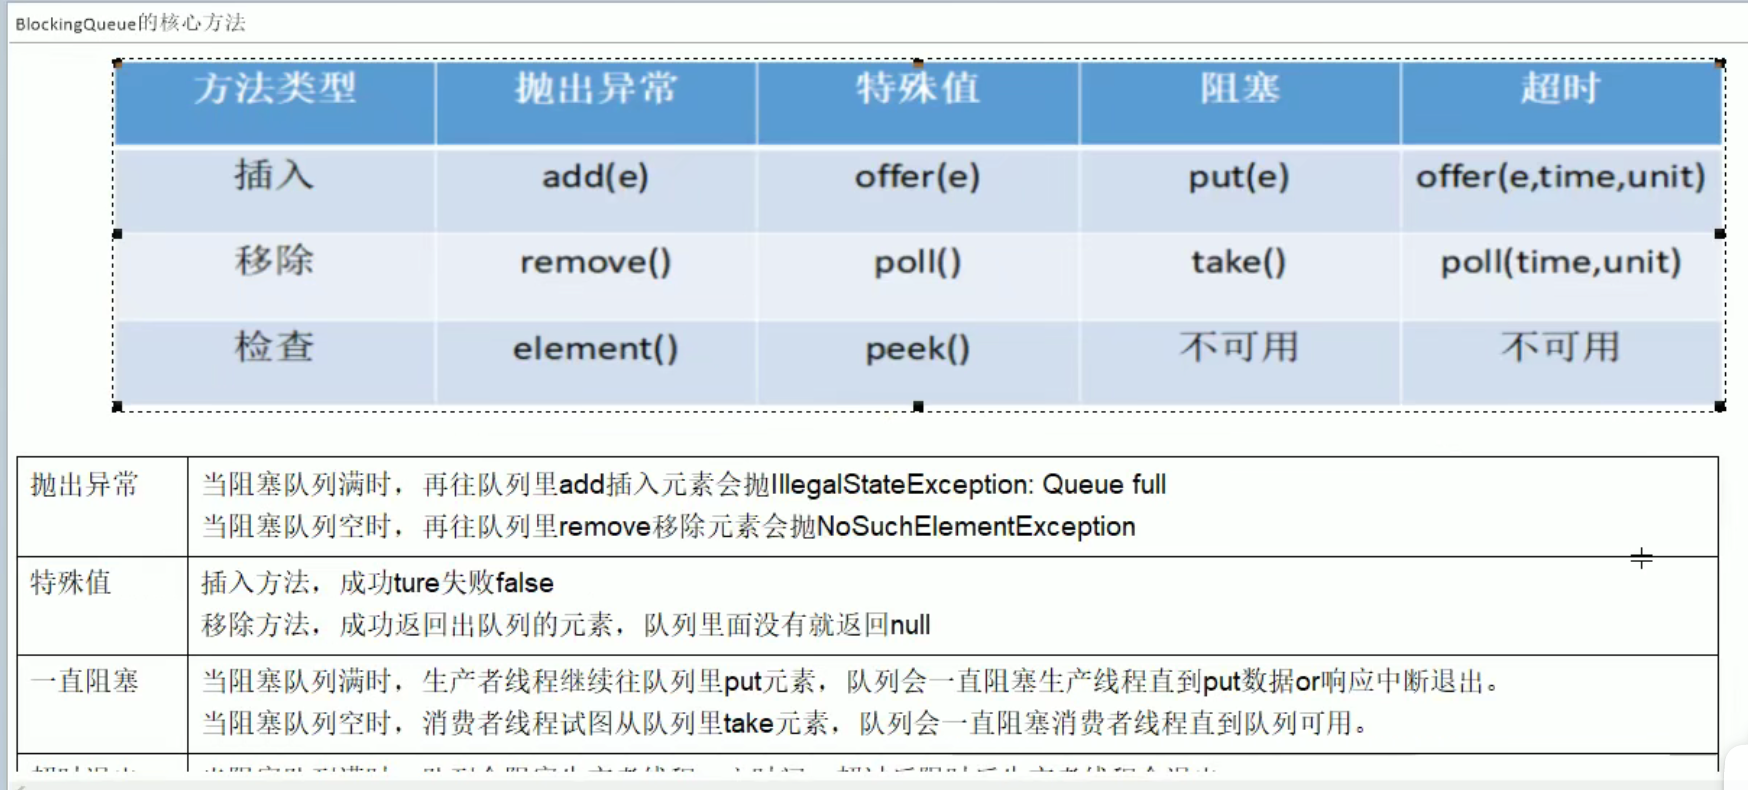 BlockingQueue的核心方法
方法类型 抛出异常 特殊值 阻塞 超时
插入 add(e) offer(e) put(e) offer(e,time,unit)
移除 remove() poll() take() poll(time,unit)
检查 element() peek() 不可用 不可用
抛出异常 当阻塞队列满时，再往队列里add插入元素会抛IllegalStateException: Queue full
当阻塞队列空时，再往队列里remove移除元素会抛NoSuchElementException
特殊值 插入方法，成功ture失败false
移除方法，成功返回出队列的元素，队列里面没有就返回null
一直阻塞 当阻塞队列满时，生产者线程继续往队列里put元素，队列会一直阻塞生产线程直到put数据or响应中断退出。
当阻塞队列空时，消费者线程试图从队列里take元素，队列会一直阻塞消费者线程直到队列可用。